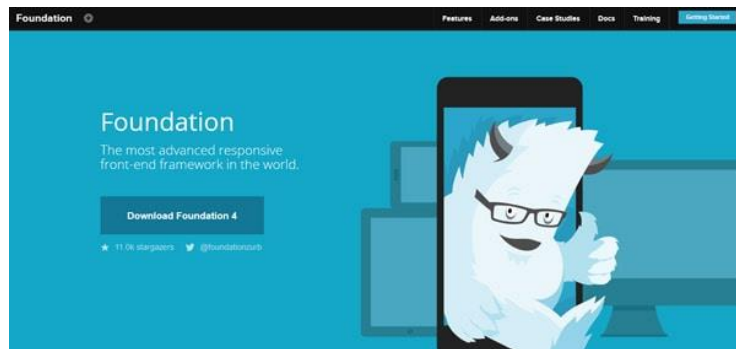 Foundation
Features Add-ons Case Studies Docs Training Getting Started
Foundation
The most advanced responsive
front-end framework in the world.
Download Foundation 4
11.0k stargazers @foundationzurb